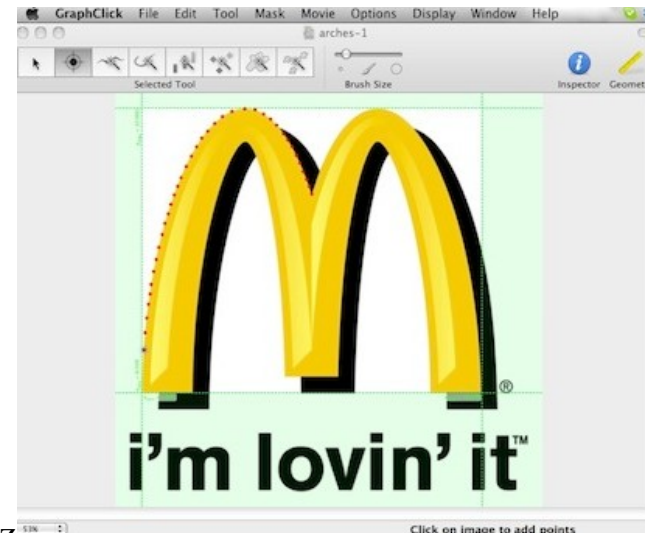 GraphClick File Edit Tool Mask Movie Options Display Window Help
arches-1
Selected Tool
Brush Size
Inspector
i'm lovin' it™
®
53%
Click on image to add points